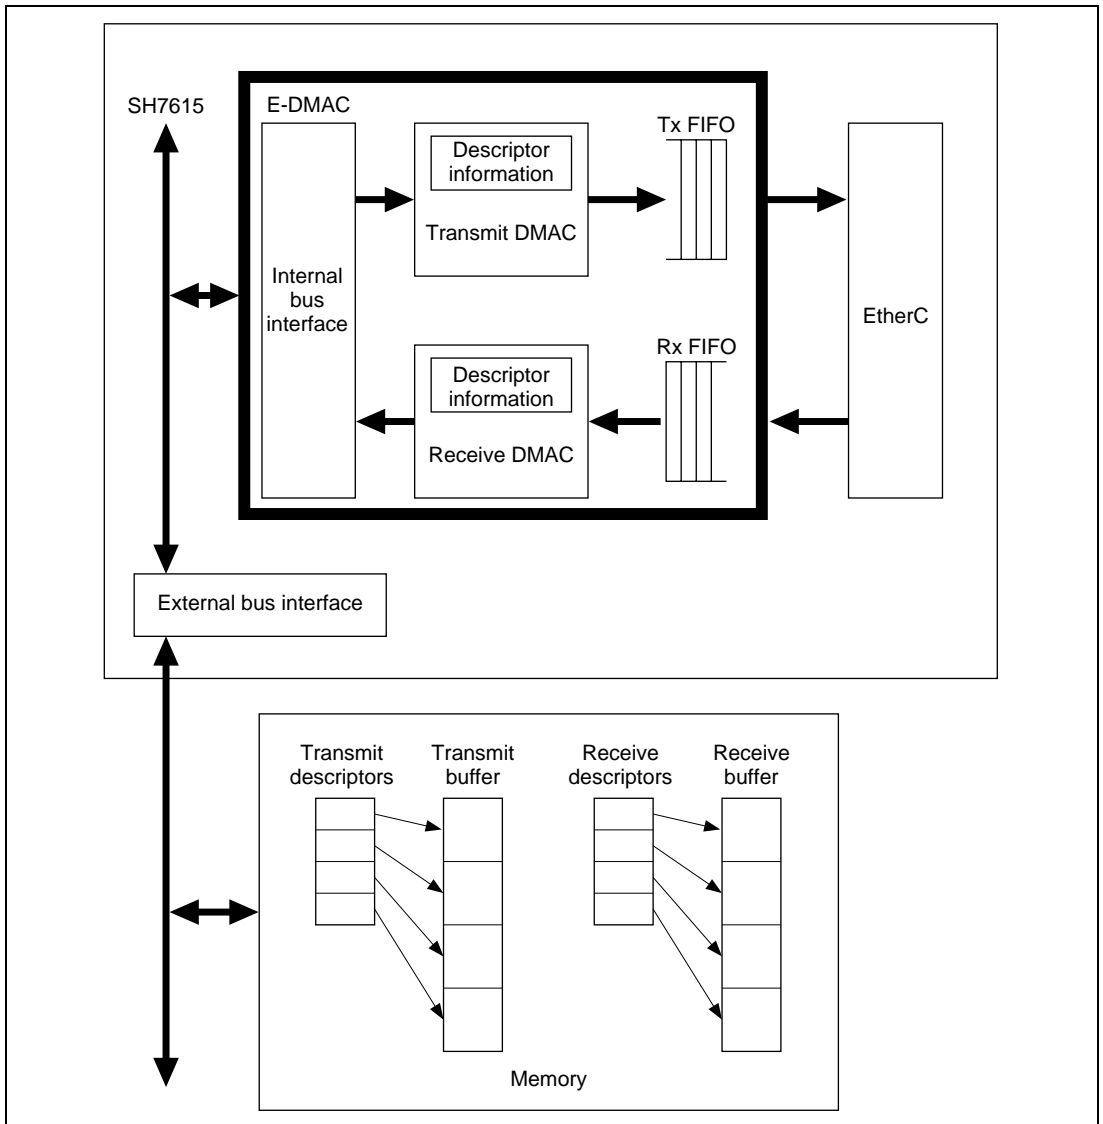 SH7615
E-DMAC
Tx FIFO
Descriptor
information
Transmit DMAC
Internal
bus
interface
EtherC
Rx FIFO
Descriptor
information
Receive DMAC
External bus interface
Transmit
descriptors
Transmit
buffer
Receive
descriptors
Receive
buffer
Memory